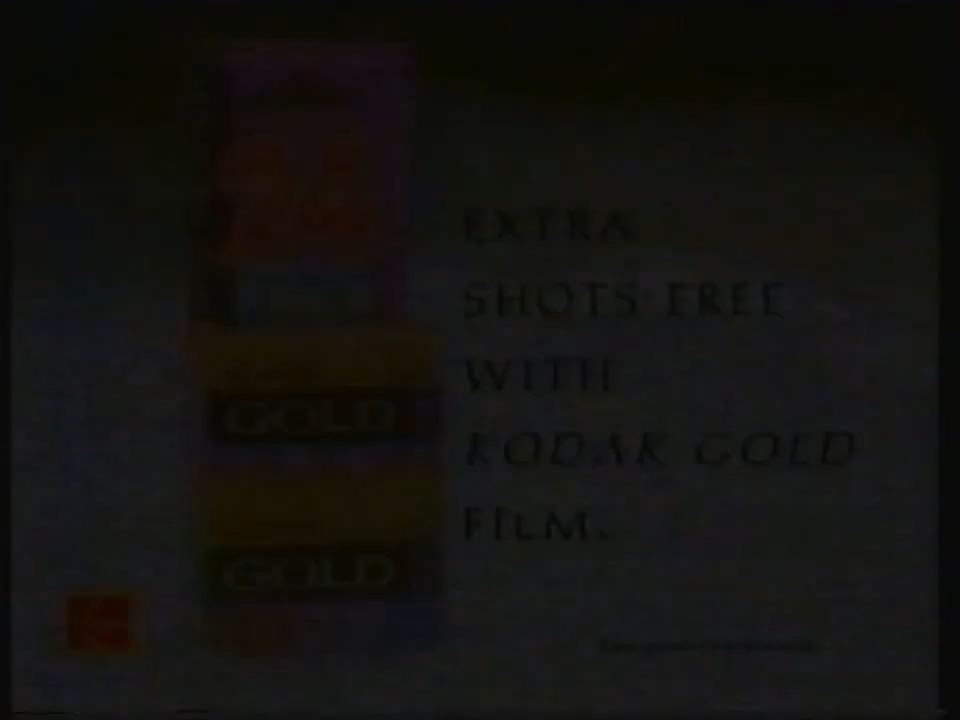 EXTRA
SHOTS FREE
WITH
KODAK GOLD
FILM.
GOLD
GOLD